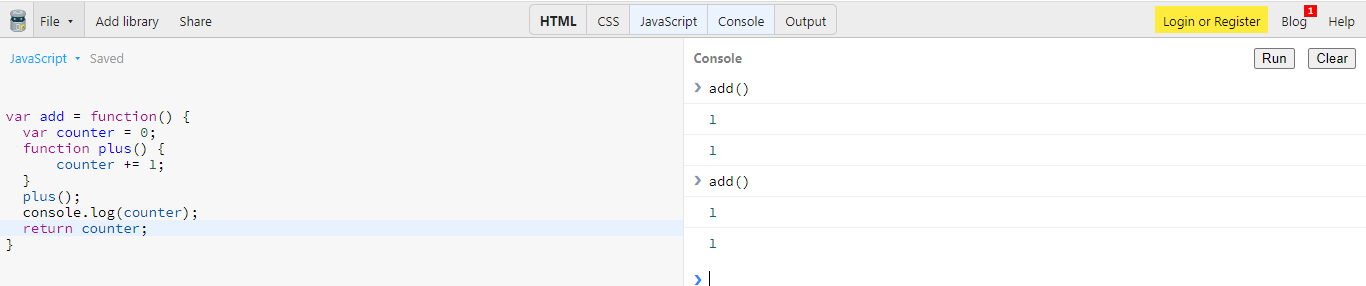 File Add library Share HTML CSS JavaScript Console Output Login or Register Blog 1 Help
JavaScript Saved
var add = function() {
  var counter = 0;
  function plus() {
      counter += 1;
  }
  plus();
  console.log(counter);
  return counter;
}
Console Run Clear
add()
1
1
add()
1
1